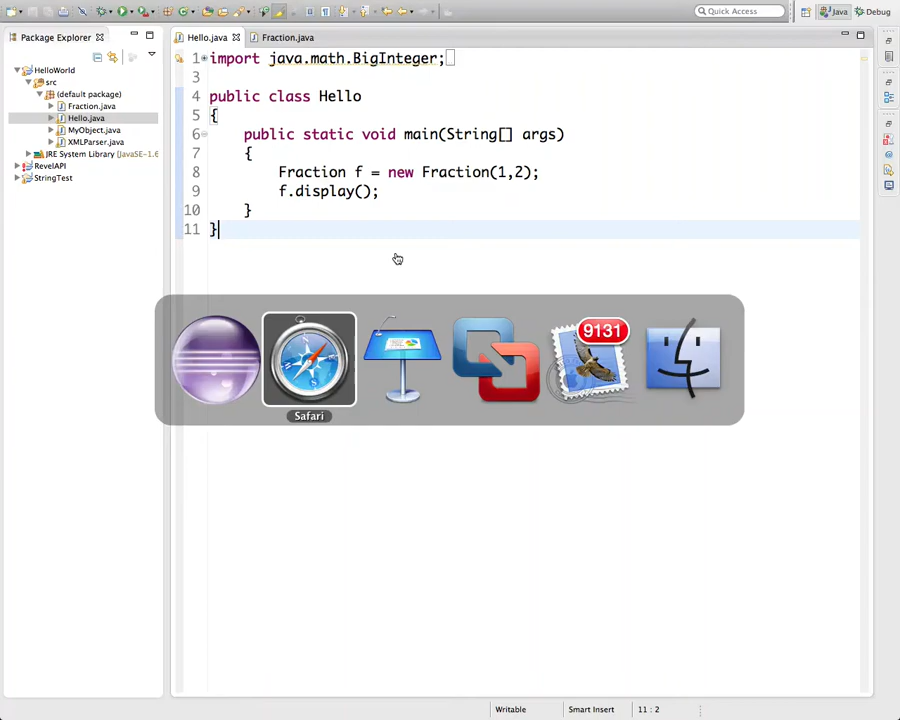 Quick Access
Java
Debug
Package Explorer
Hello.java
Fraction.java
HelloWorld
src
(default package)
Fraction.java
Hello.java
MyObject.java
XMLParser.java
JRE System Library [JavaSE-1.6
RevelAPI
StringTest
1 import java.math.BigInteger;
3
4 public class Hello
5 {
6 public static void main(String[] args)
7 {
8 Fraction f = new Fraction(1,2);
9 f.display();
10 }
11 }
9131
Safari
Writable
Smart Insert
11 : 2